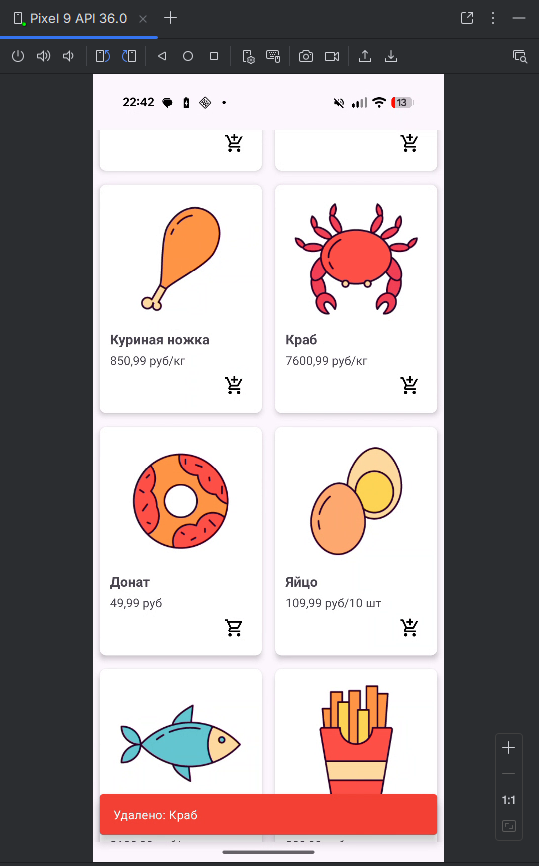 Pixel 9 API 36.0
22:42
13
Куриная ножка
850,99 руб/кг
Краб
7600,99 руб/кг
Донат
49,99 руб
Яйцо
109,99 руб/10 шт
Удалено: Краб
1:1